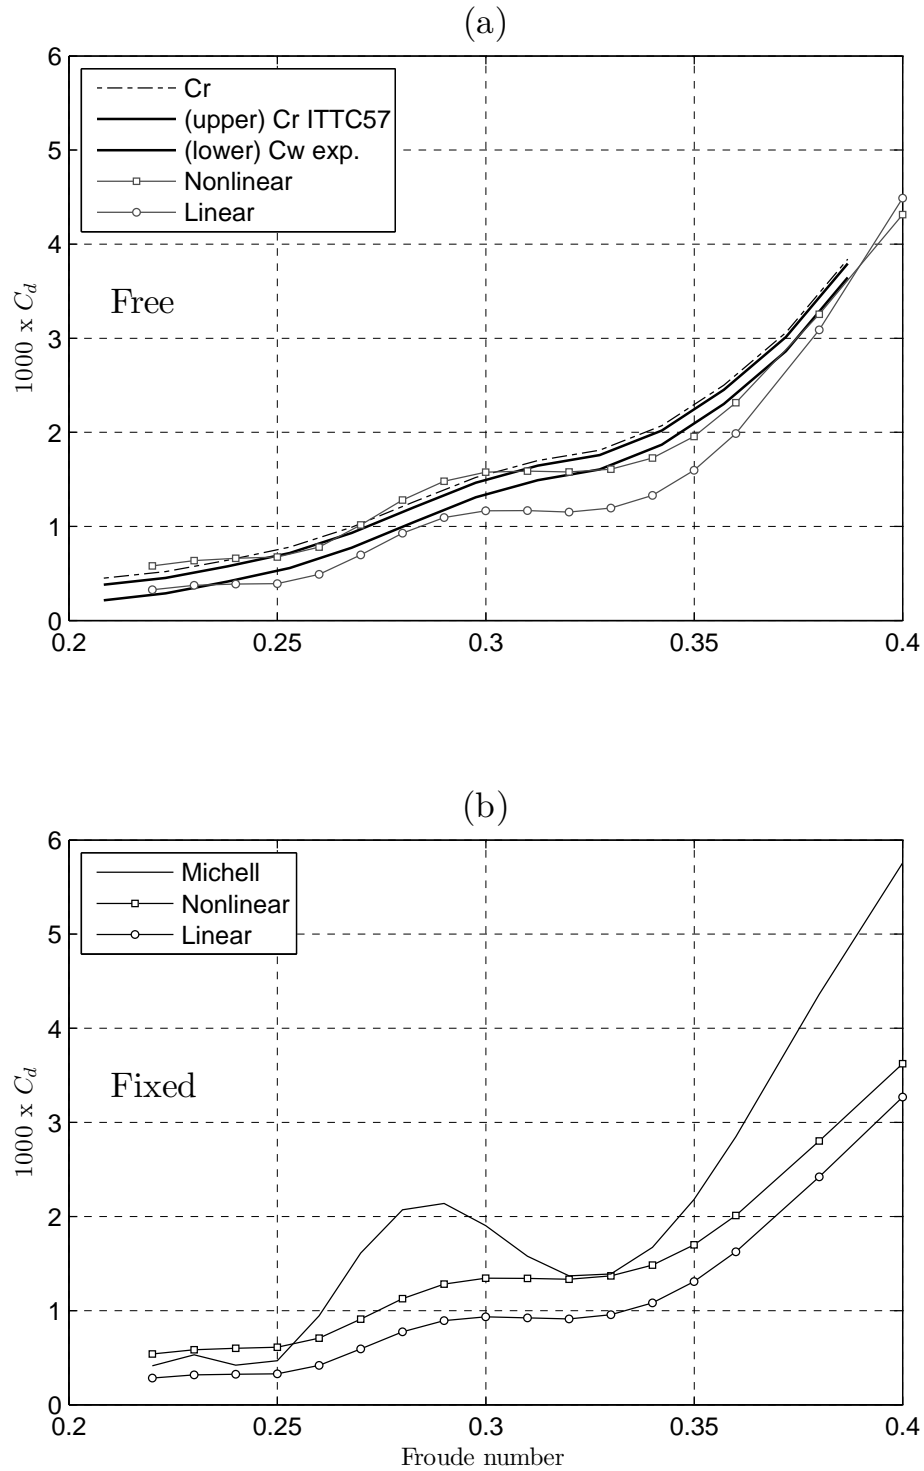 (a)
6
5
4
3
2
1
0
0.2
0.25
0.3
0.35
0.4
1000 x C_d
Cr
(upper) Cr ITTC57
(lower) Cw exp.
Nonlinear
Linear
Free
(b)
6
5
4
3
2
1
0
0.2
0.25
0.3
0.35
0.4
1000 x C_d
Michell
Nonlinear
Linear
Fixed
Froude number